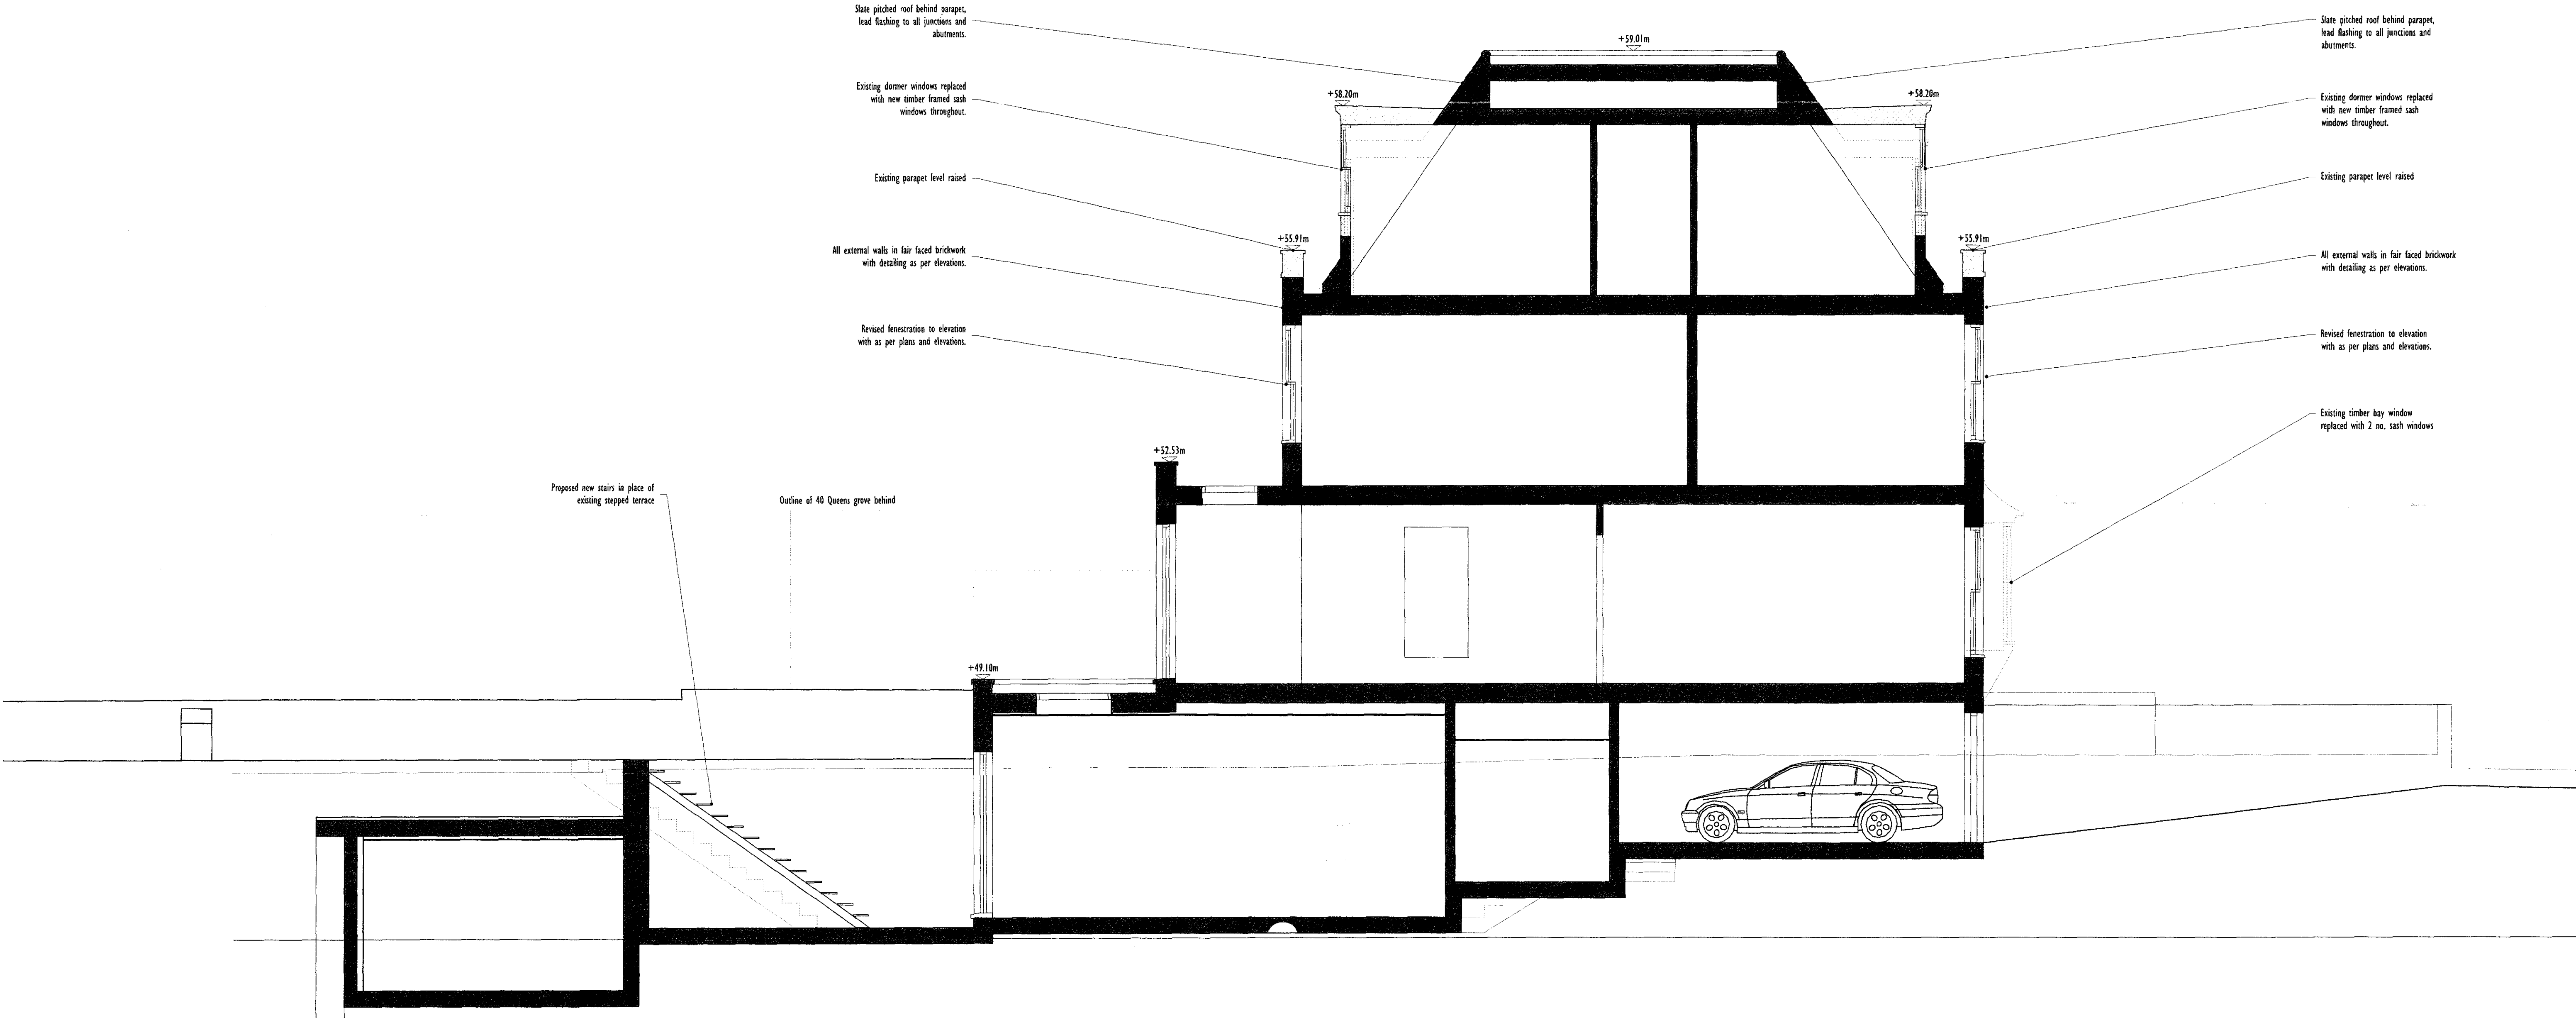 Slate pitched roof behind parapet,
lead flashing to all junctions and
abutments.
Existing dormer windows replaced
with new timber framed sash
windows throughout.
Existing parapet level raised
All external walls in fair faced brickwork
with detailing as per elevations.
Revised fenestration to elevation
with as per plans and elevations.
Proposed new stairs in place of
existing stepped terrace
Outline of 40 Queens grove behind
+59.01m
+58.20m
+58.20m
+55.91m
+55.91m
+52.53m
+49.10m
Slate pitched roof behind parapet,
lead flashing to all junctions and
abutments.
Existing dormer windows replaced
with new timber framed sash
windows throughout.
Existing parapet level raised
All external walls in fair faced brickwork
with detailing as per elevations.
Revised fenestration to elevation
with as per plans and elevations.
Existing timber bay window
replaced with 2 no. sash windows